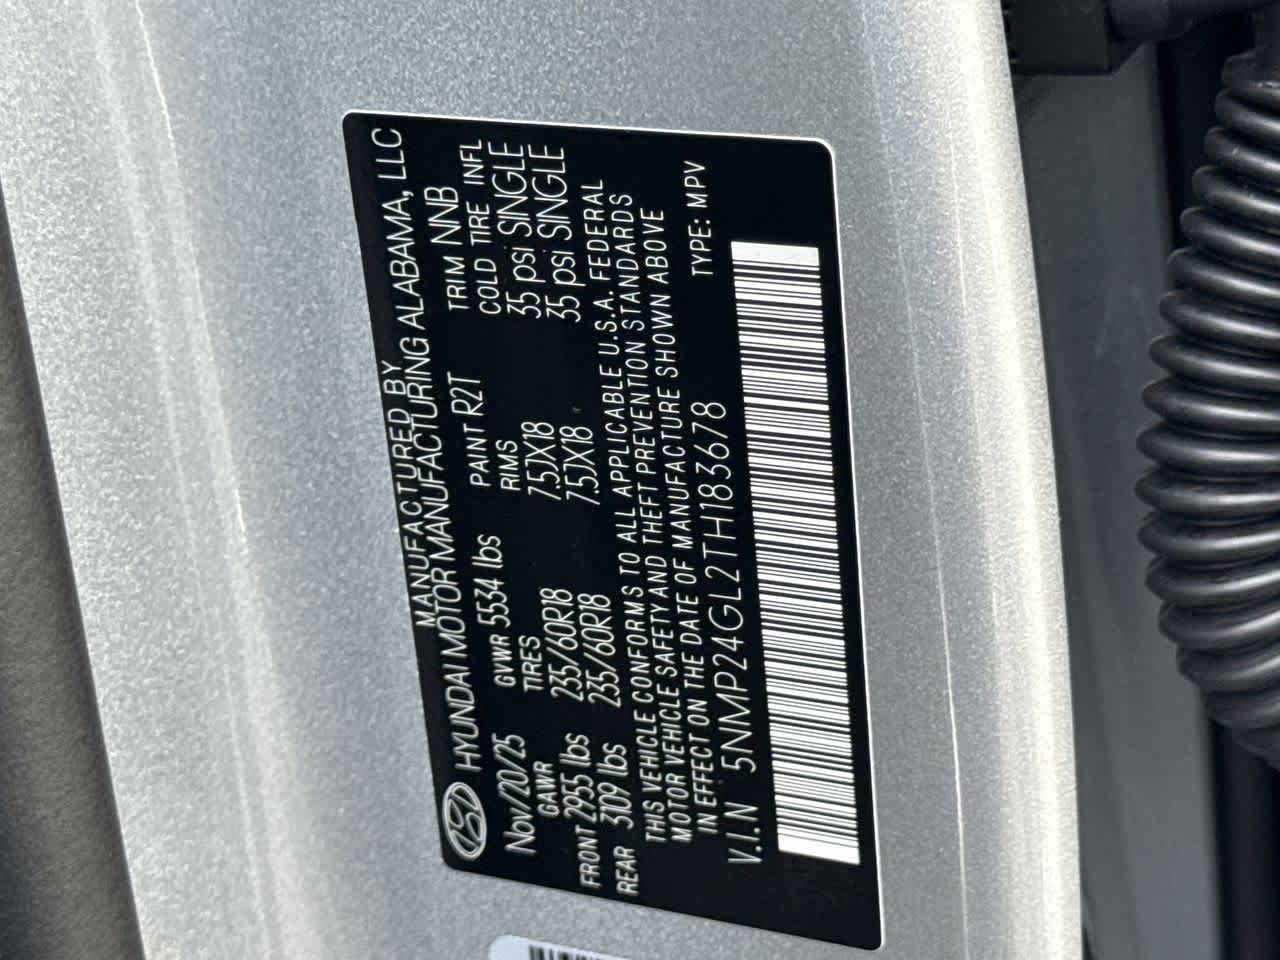 MANUFACTURED BY
HYUNDAI MOTOR MANUFACTURING ALABAMA, LLC
Nov/20/25 GVWR 5534 lbs PAINT R2T TRIM NNB
GAWR TIRES RIMS COLD TIRE INFL
FRONT 2955 lbs 235/60R18 7.5JX18 35 psi SINGLE
REAR 3109 lbs 235/60R18 7.5JX18 35 psi SINGLE
THIS VEHICLE CONFORMS TO ALL APPLICABLE U.S.A. FEDERAL
MOTOR VEHICLE SAFETY AND THEFT PREVENTION STANDARDS
IN EFFECT ON THE DATE OF MANUFACTURE SHOWN ABOVE
V.I.N 5NMP24GL2TH183678 TYPE: MPV